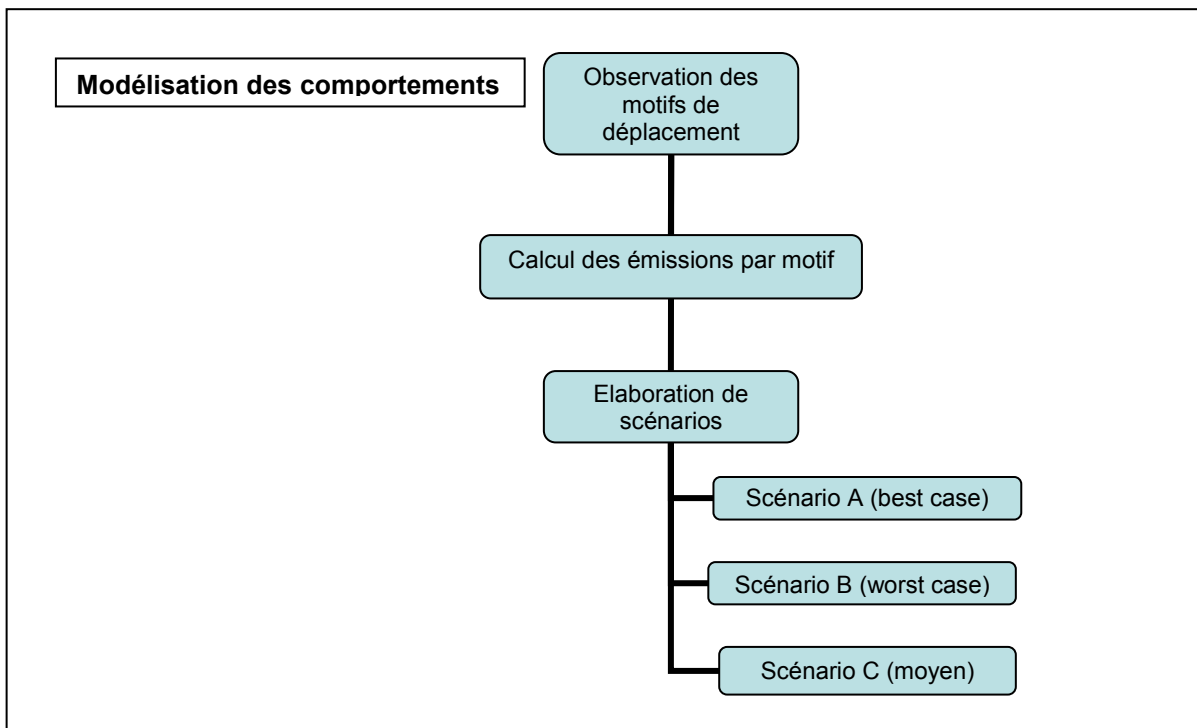 Modélisation des comportements
Observation des
motifs de
déplacement
Calcul des émissions par motif
Elaboration de
scénarios
Scénario A (best case)
Scénario B (worst case)
Scénario C (moyen)